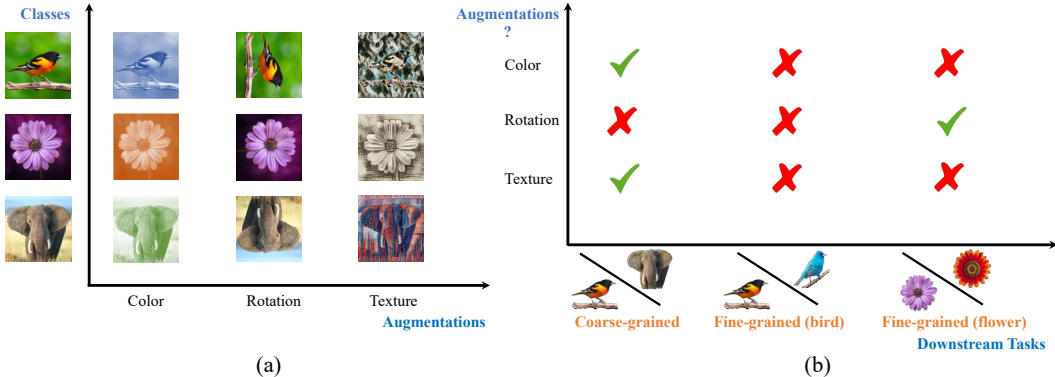 Classes
Color
Rotation
Texture
Augmentations
(a)
Augmentations
?
Color
Rotation
Texture
Coarse-grained
Fine-grained (bird)
Fine-grained (flower)
Downstream Tasks
(b)